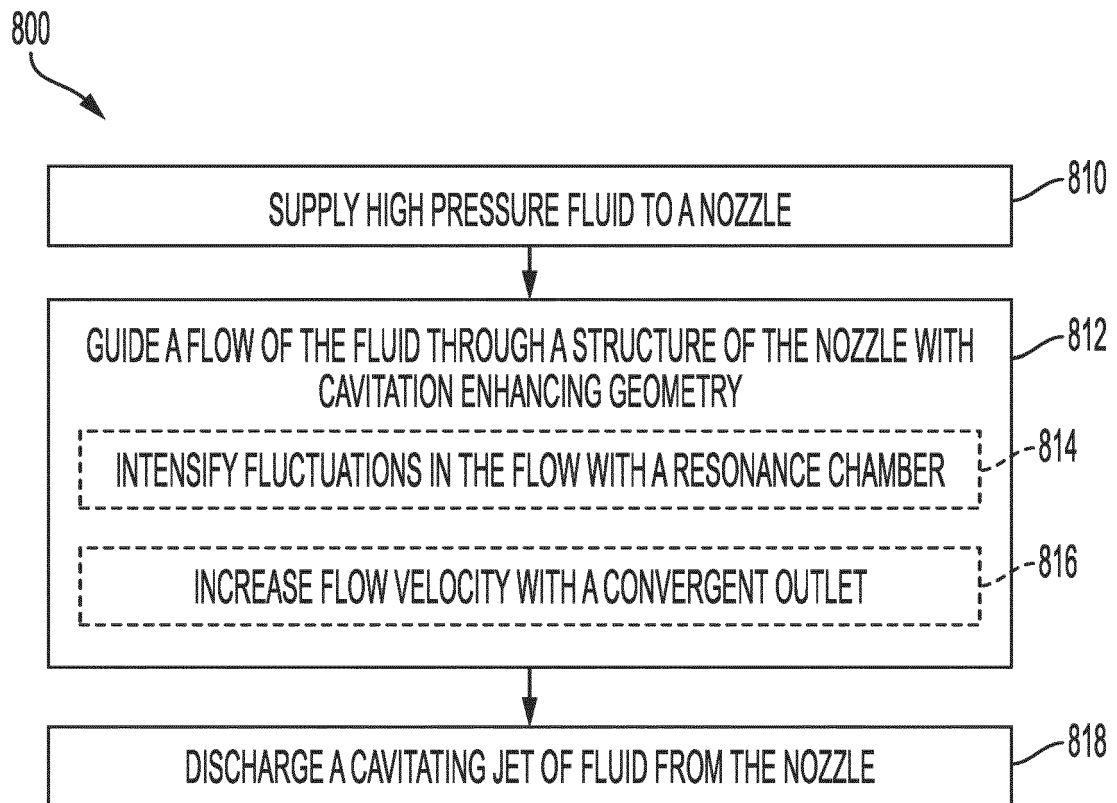 800
SUPPLY HIGH PRESSURE FLUID TO A NOZZLE
810
GUIDE A FLOW OF THE FLUID THROUGH A STRUCTURE OF THE NOZZLE WITH
CAVITATION ENHANCING GEOMETRY
812
INTENSIFY FLUCTUATIONS IN THE FLOW WITH A RESONANCE CHAMBER
814
INCREASE FLOW VELOCITY WITH A CONVERGENT OUTLET
816
DISCHARGE A CAVITATING JET OF FLUID FROM THE NOZZLE
818